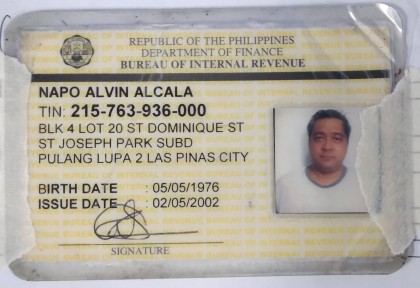 REPUBLIC OF THE PHILIPPINES
DEPARTMENT OF FINANCE
BUREAU OF INTERNAL REVENUE
NAPO ALVIN ALCALA
TIN: 215-763-936-000
BLK 4 LOT 20 ST DOMINIQUE ST
ST JOSEPH PARK SUBD
PULANG LUPA 2 LAS PINAS CITY
BIRTH DATE : 05/05/1976
ISSUE DATE : 02/05/2002
SIGNATURE